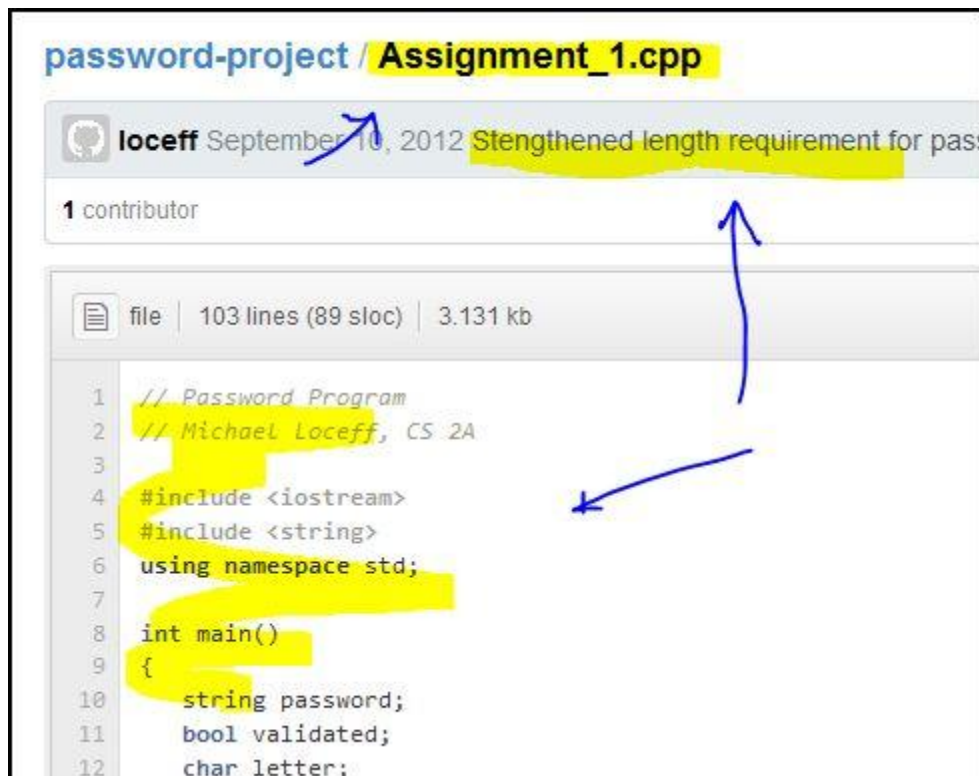 password-project / Assignment_1.cpp
loceff September 10, 2012 Stengthened length requirement for pass
1 contributor
file | 103 lines (89 sloc) | 3.131 kb
1 // Password Program
2 // Michael Loceff, CS 2A
3
4 #include <iostream>
5 #include <string>
6 using namespace std;
7
8 int main()
9 {
10 string password;
11 bool validated;
12 char letter;